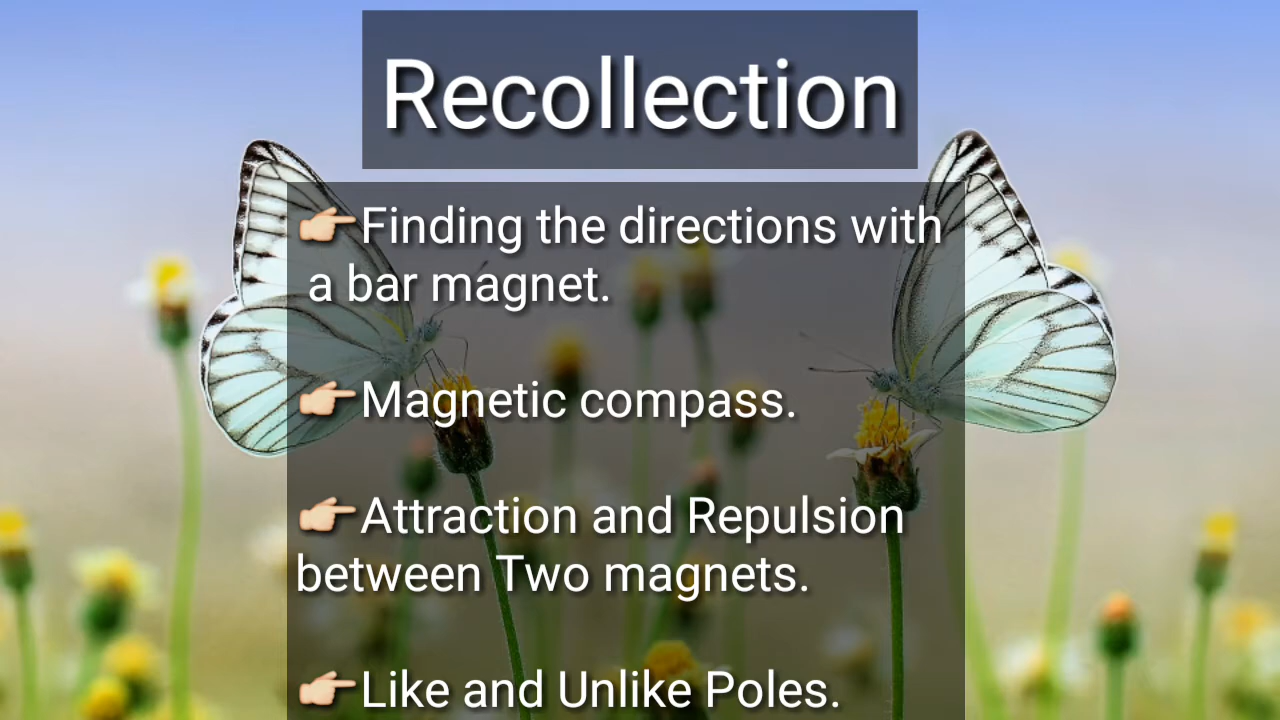 Recollection
👉Finding the directions with
a bar magnet.
👉Magnetic compass.
👉Attraction and Repulsion
between Two magnets.
👉Like and Unlike Poles.